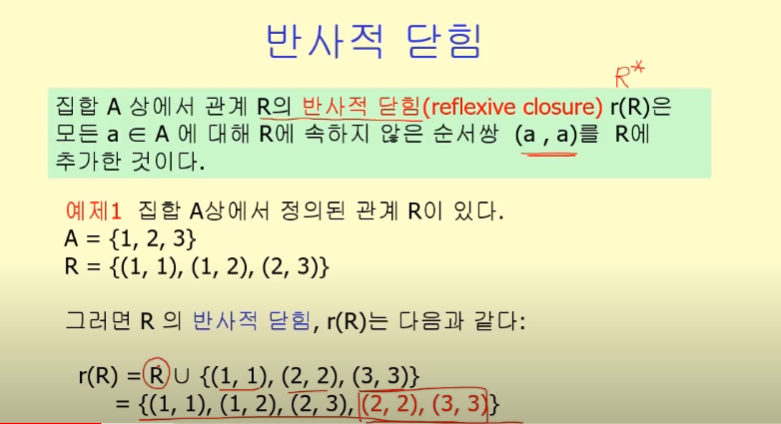 반사적 닫힘
R*
집합 A 상에서 관계 R의 반사적 닫힘(reflexive closure) r(R)은
모든 a ∈ A 에 대해 R에 속하지 않은 순서쌍 (a , a)를 R에
추가한 것이다.
예제1 집합 A상에서 정의된 관계 R이 있다.
A = {1, 2, 3}
R = {(1, 1), (1, 2), (2, 3)}
그러면 R 의 반사적 닫힘, r(R)는 다음과 같다:
r(R) = R ∪ {(1, 1), (2, 2), (3, 3)}
= {(1, 1), (1, 2), (2, 3), (2, 2), (3, 3)}